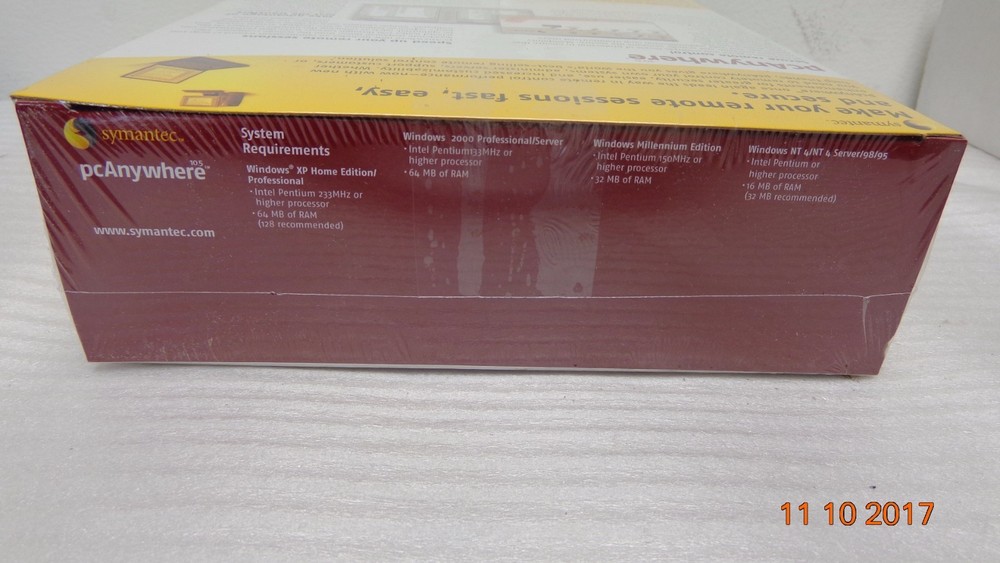 Make your remote sessions fast, easy,
and secure.
symantec.
pcAnywhere
symantec.
pcAnywhere™ 10.5
www.symantec.com
System
Requirements
Windows® XP Home Edition/
Professional
• Intel Pentium 233MHz or
higher processor
• 64 MB of RAM
(128 recommended)
Windows 2000 Professional/Server
• Intel Pentium133MHz or
higher processor
• 64 MB of RAM
Windows Millennium Edition
• Intel Pentium 150MHz or
higher processor
• 32 MB of RAM
Windows NT 4/NT 4 Server/98/95
• Intel Pentium or
higher processor
• 16 MB of RAM
(32 MB recommended)
11 10 2017